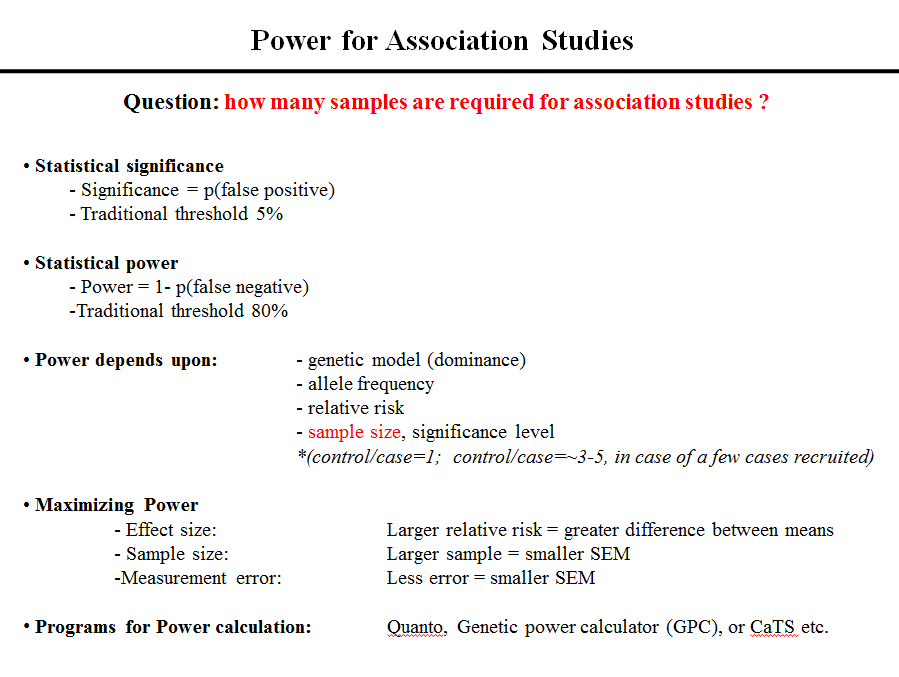 Power for Association Studies
Question: how many samples are required for association studies ?
• Statistical significance
- Significance = p(false positive)
- Traditional threshold 5%
• Statistical power
- Power = 1- p(false negative)
-Traditional threshold 80%
• Power depends upon: - genetic model (dominance)
- allele frequency
- relative risk
- sample size, significance level
*(control/case=1; control/case=~3-5, in case of a few cases recruited)
• Maximizing Power
- Effect size: Larger relative risk = greater difference between means
- Sample size: Larger sample = smaller SEM
-Measurement error: Less error = smaller SEM
• Programs for Power calculation: Quanto, Genetic power calculator (GPC), or CaTS etc.